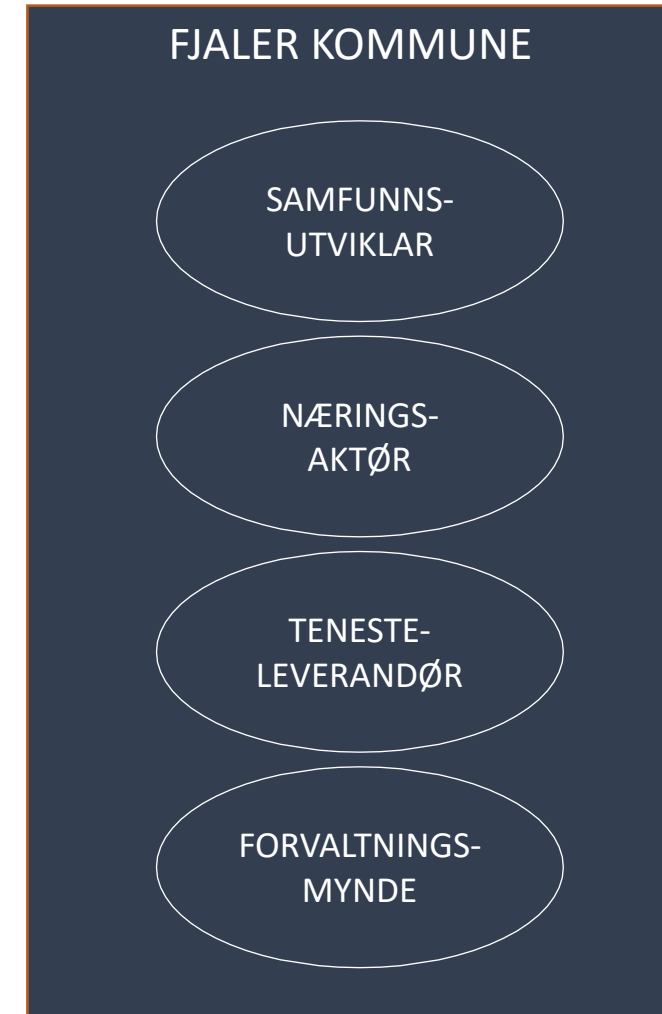 FJALER KOMMUNE
SAMFUNNS-
UTVIKLAR
NÆRINGS-
AKTØR
TENESTE-
LEVERANDØR
FORVALTNINGS-
MYNDE